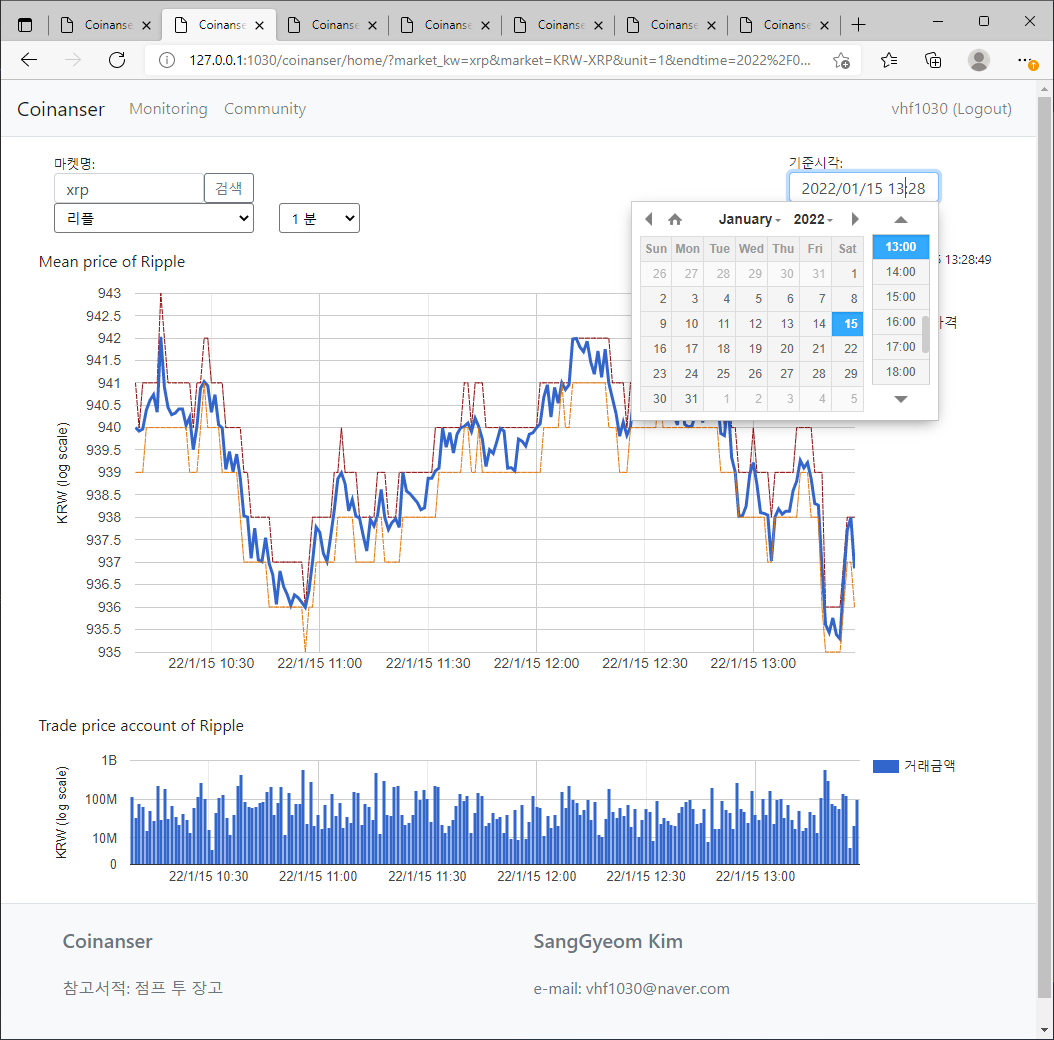 Coinanser
Coinanser
Coinanser
Coinanser
Coinanser
Coinanser
Coinanser
127.0.0.1:1030/coinanser/home/?market_kw=xrp&market=KRW-XRP&unit=1&endtime=2022%2F0...
Coinanser Monitoring Community vhf1030 (Logout)
마켓명: 기준시각:
xrp 검색 2022/01/15 13:28
리플 1 분
January 2022
Sun Mon Tue Wed Thu Fri Sat
26 27 28 29 30 31 1
2 3 4 5 6 7 8
9 10 11 12 13 14 15
16 17 18 19 20 21 22
23 24 25 26 27 28 29
30 31 1 2 3 4 5
13:00
14:00
15:00
16:00
17:00
18:00
13:28:49
Mean price of Ripple
943
942.5
942
941.5
941
940.5
940
939.5
939
938.5
938
937.5
937
936.5
936
935.5
935
KRW (log scale)
22/1/15 10:30 22/1/15 11:00 22/1/15 11:30 22/1/15 12:00 22/1/15 12:30 22/1/15 13:00
Trade price account of Ripple
1B
100M
10M
0
KRW (log scale)
거래금액
22/1/15 10:30 22/1/15 11:00 22/1/15 11:30 22/1/15 12:00 22/1/15 12:30 22/1/15 13:00
Coinanser SangGyeom Kim
참고서적: 점프 투 장고 e-mail: vhf1030@naver.com